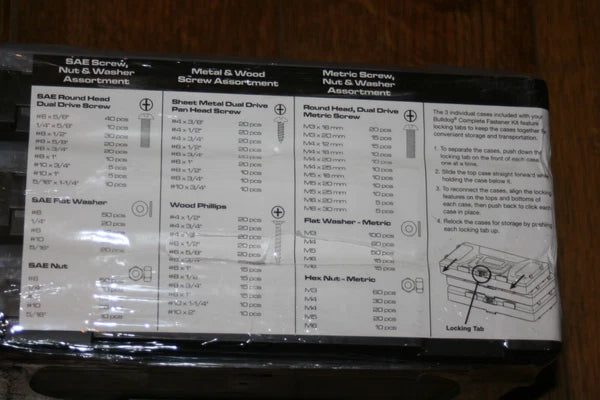 SAE Screw,
Nut & Washer
Assortment
SAE Round Head
Dual Drive Screw
#6 x 5/8" 40 pcs
1/4" x 5/8" 10 pcs
#6 x 1/2" 30 pcs
#8 x 5/8" 20 pcs
#8 x 3/4" 20 pcs
#8 x 1" 10 pcs
#10 x 3/4" 5 pcs
#10 x 1" 5 pcs
5/16" x 1-1/4" 10 pcs
SAE Flat Washer
#6 50 pcs
1/4" 20 pcs
#8
#10
5/16" 20 pcs
SAE Nut
#6
1/4"
#8
#10
5/16" 10 pcs
Metal & Wood
Screw Assortment
Sheet Metal Dual Drive
Pan Head Screw
#4 x 3/8" 20 pcs
#4 x 1/2" 20 pcs
#6 x 1/2" 20 pcs
#6 x 3/4" 20 pcs
#6 x 1" 10 pcs
#8 x 3/4" 10 pcs
#10 x 3/4" 10 pcs
Wood Phillips
#4 x 1/2" 20 pcs
#4 x 3/4" 20 pcs
#6 x 1/2" 20 pcs
#6 x 5/8" 20 pcs
#6 x 3/4" 20 pcs
#8 x 3/4"
#8 x 1" 15 pcs
#10 x 1-1/4" 10 pcs
#10 x 2" 10 pcs
Metric Screw,
Nut & Washer
Assortment
Round Head, Dual Drive
Metric Screw
M3 x 16 mm 20 pcs
M3 x 20 mm 15 pcs
M4 x 16 mm 15 pcs
M4 x 20 mm 10 pcs
M4 x 25 mm 10 pcs
M5 x 16 mm 10 pcs
M5 x 20 mm 10 pcs
M5 x 25 mm 10 pcs
M6 x 20 mm 5 pcs
M6 x 30 mm 5 pcs
Flat Washer - Metric
M3 100 pcs
M4 20 pcs
M5 50 pcs
M6 15 pcs
Hex Nut - Metric
M3 60 pcs
M4 30 pcs
M4 20 pcs
M5 20 pcs
M6 10 pcs
The 3 individual cases included with your
Bulldog® Complete Fastener Kit feature
locking tabs to keep the cases together for
convenient storage and transportation.
1. To separate the cases, push down the
locking tab on the front of each case,
one at a time.
2. Slide the top case straight forward while
holding the case below it.
3. To reconnect the cases, align the locking
features on the tops and bottoms of
each case, then push back to click each
case in place.
4. Relock the cases for storage by pushing
each locking tab up.
Locking Tab